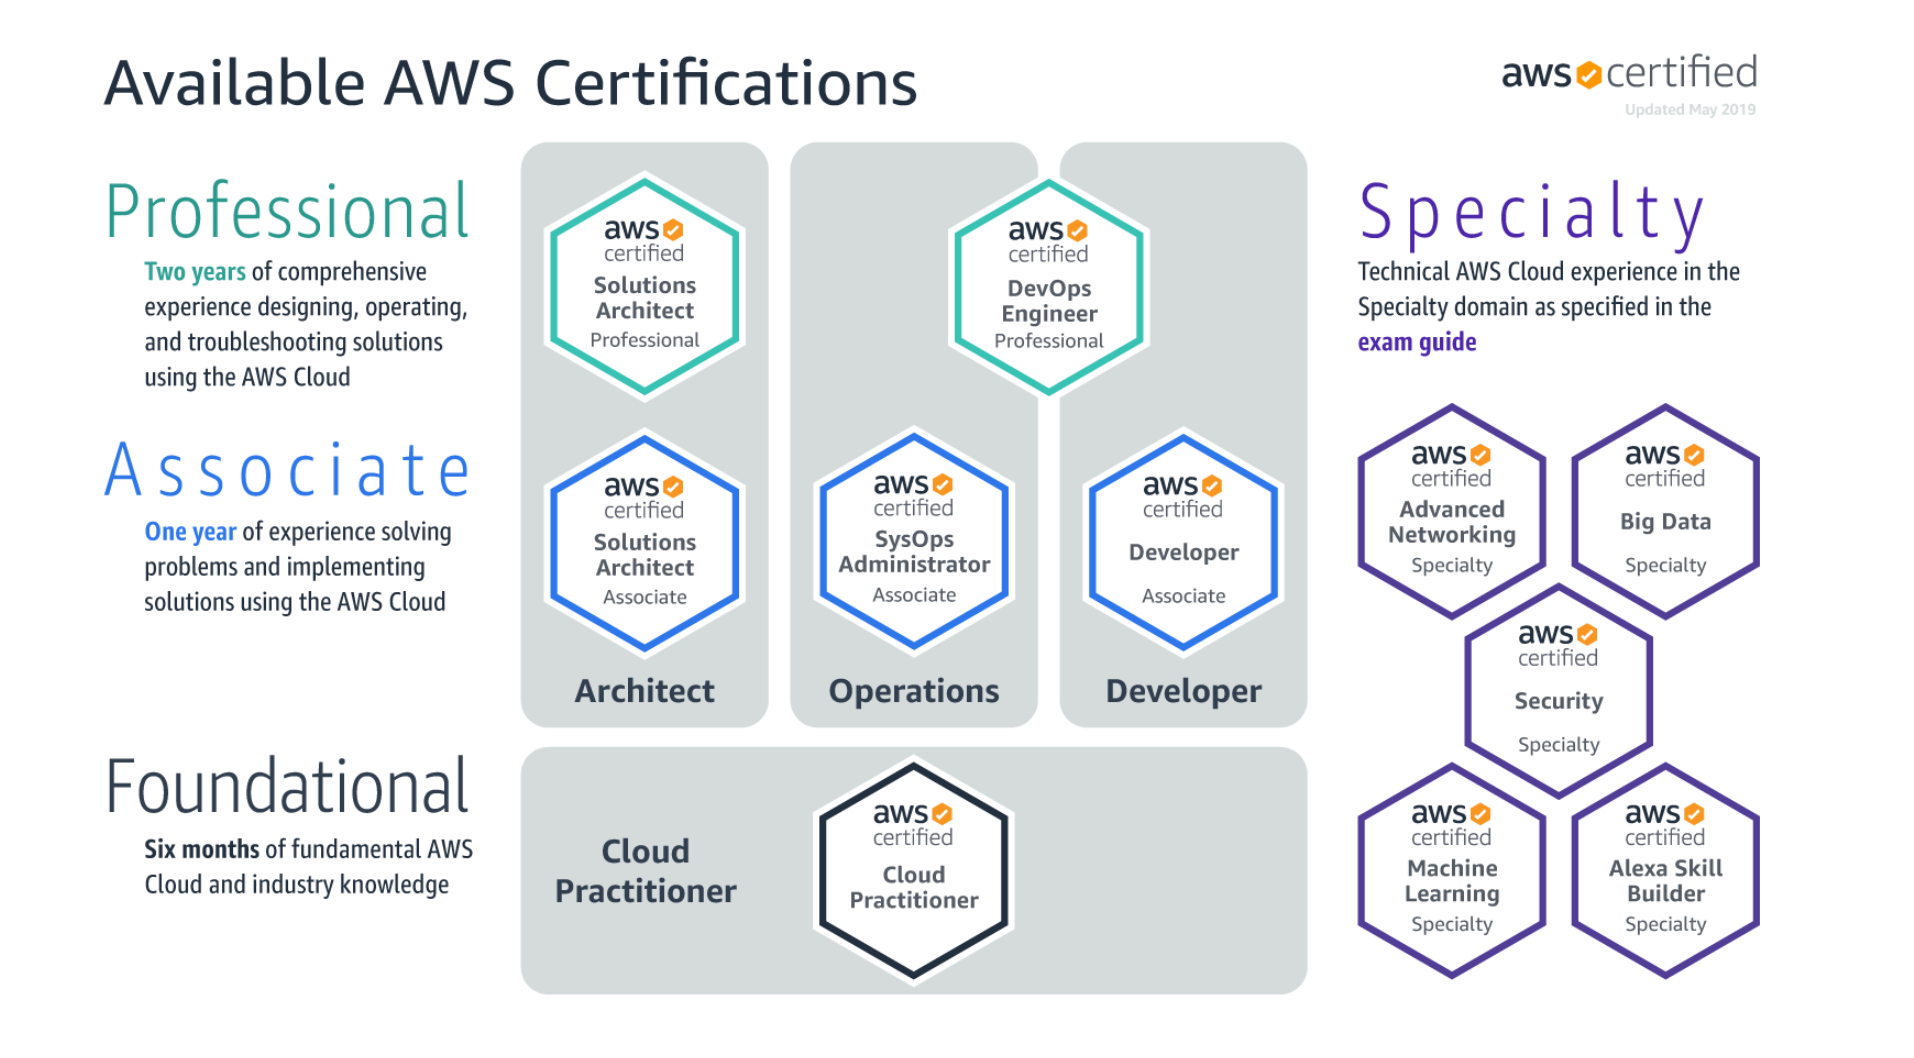 Available AWS Certifications
aws certified
Updated May 2019
Professional
Two years of comprehensive
experience designing, operating,
and troubleshooting solutions
using the AWS Cloud
aws
certified
Solutions
Architect
Professional
aws
certified
DevOps
Engineer
Professional
Associate
One year of experience solving
problems and implementing
solutions using the AWS Cloud
aws
certified
Solutions
Architect
Associate
aws
certified
SysOps
Administrator
Associate
aws
certified
Developer
Associate
Architect
Operations
Developer
Foundational
Six months of fundamental AWS
Cloud and industry knowledge
Cloud
Practitioner
aws
certified
Cloud
Practitioner
Specialty
Technical AWS Cloud experience in the
Specialty domain as specified in the
exam guide
aws
certified
Advanced
Networking
Specialty
aws
certified
Big Data
Specialty
aws
certified
Security
Specialty
aws
certified
Machine
Learning
Specialty
aws
certified
Alexa Skill
Builder
Specialty